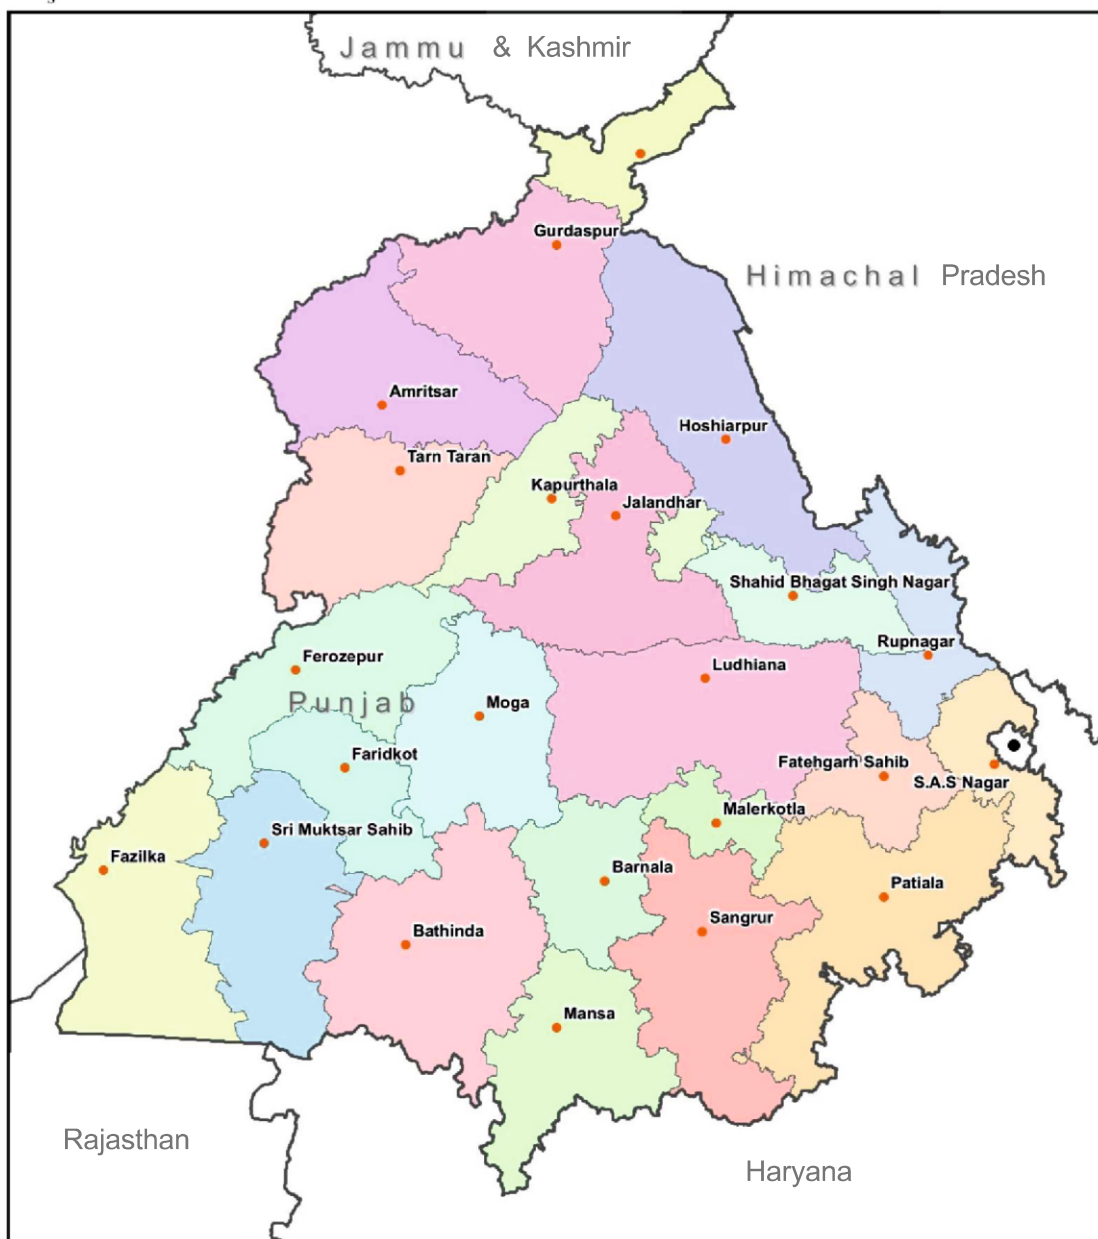 Jammu & Kashmir
Gurdaspur
Himachal Pradesh
Amritsar
Hoshiarpur
Tarn Taran
Kapurthala
Jalandhar
Shahid Bhagat Singh Nagar
Rupnagar
Ferozepur
Ludhiana
Punjab
Moga
Faridkot
Fatehgarh Sahib
S.A.S Nagar
Malerkotla
Sri Muktsar Sahib
Fazilka
Barnala
Patiala
Sangrur
Bathinda
Mansa
Rajasthan
Haryana